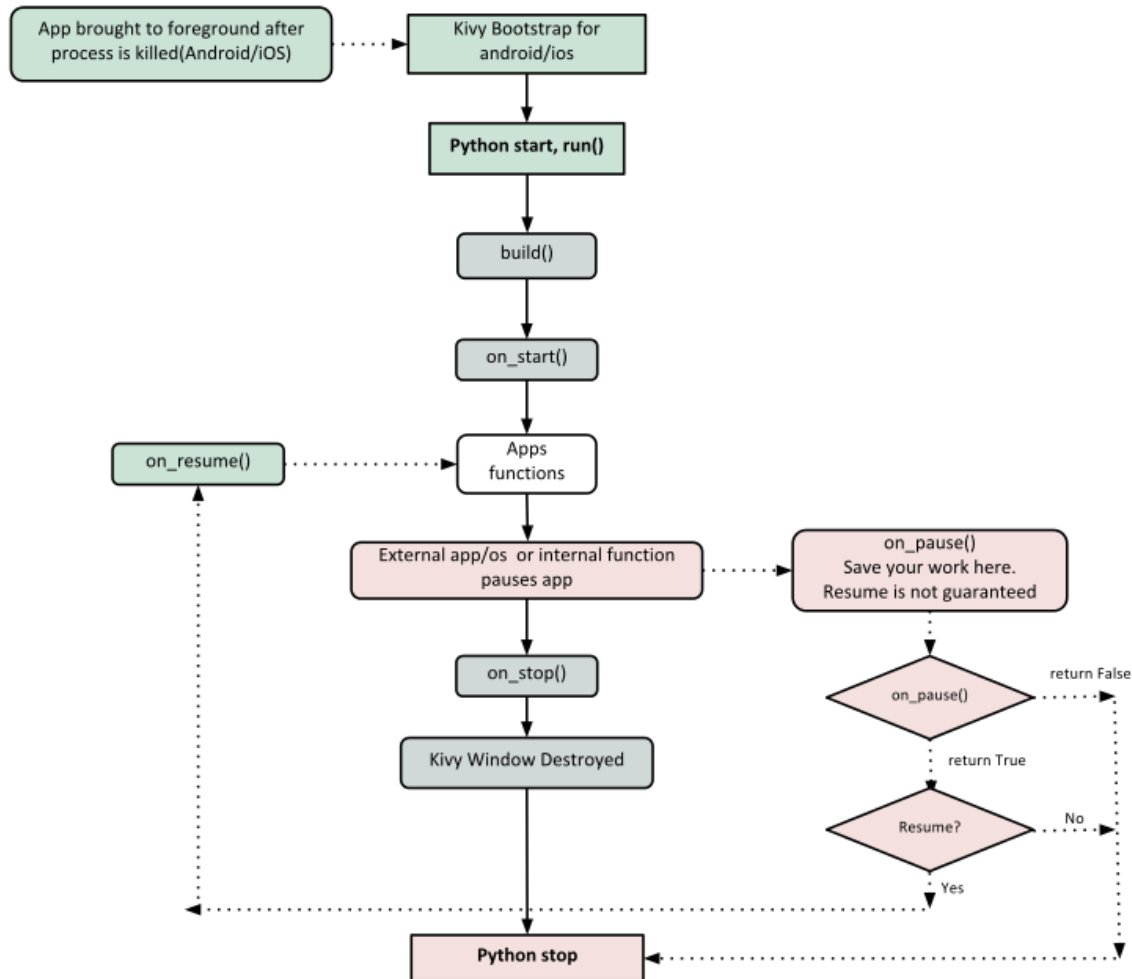 App brought to foreground after
process is killed(Android/iOS)
Kivy Bootstrap for
android/ios
Python start, run()
build()
on_start()
on_resume()
Apps
functions
External app/os  or internal function
pauses app
on_pause()
Save your work here.
Resume is not guaranteed
on_stop()
on_pause()
return False
Kivy Window Destroyed
return True
Resume?
No
Yes
Python stop